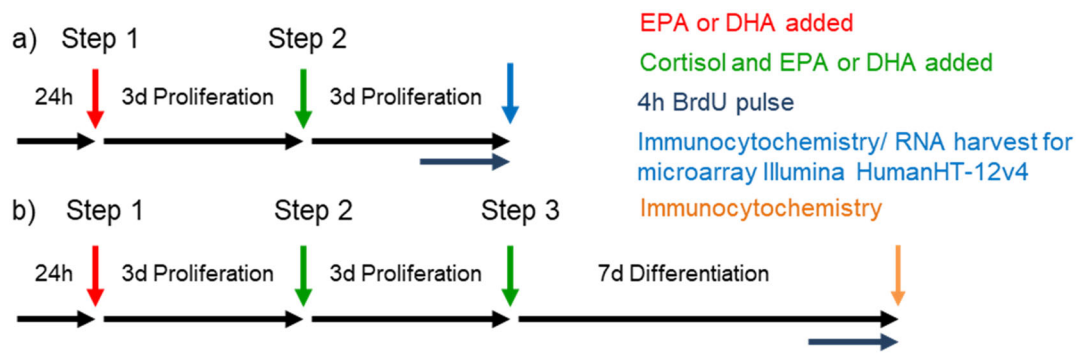 a) Step 1 Step 2
24h 3d Proliferation 3d Proliferation
b) Step 1 Step 2 Step 3
24h 3d Proliferation 3d Proliferation 7d Differentiation
EPA or DHA added
Cortisol and EPA or DHA added
4h BrdU pulse
Immunocytochemistry/ RNA harvest for
microarray Illumina HumanHT-12v4
Immunocytochemistry